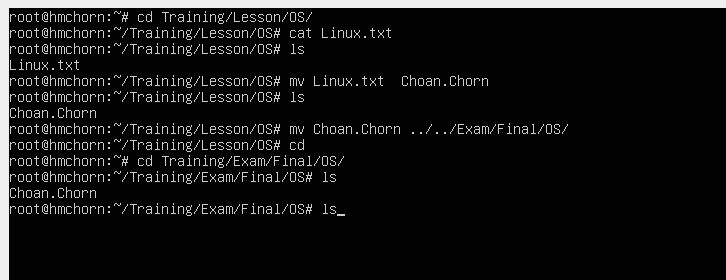 root@hmchorn:~# cd Training/Lesson/OS/
root@hmchorn:~/Training/Lesson/OS# cat Linux.txt
root@hmchorn:~/Training/Lesson/OS# ls
Linux.txt
root@hmchorn:~/Training/Lesson/OS# mv Linux.txt  Choan.Chorn
root@hmchorn:~/Training/Lesson/OS# ls
Choan.Chorn
root@hmchorn:~/Training/Lesson/OS# mv Choan.Chorn ../../Exam/Final/OS/
root@hmchorn:~/Training/Lesson/OS# cd
root@hmchorn:~# cd Training/Exam/Final/OS/
root@hmchorn:~/Training/Exam/Final/OS# ls
Choan.Chorn
root@hmchorn:~/Training/Exam/Final/OS# ls_